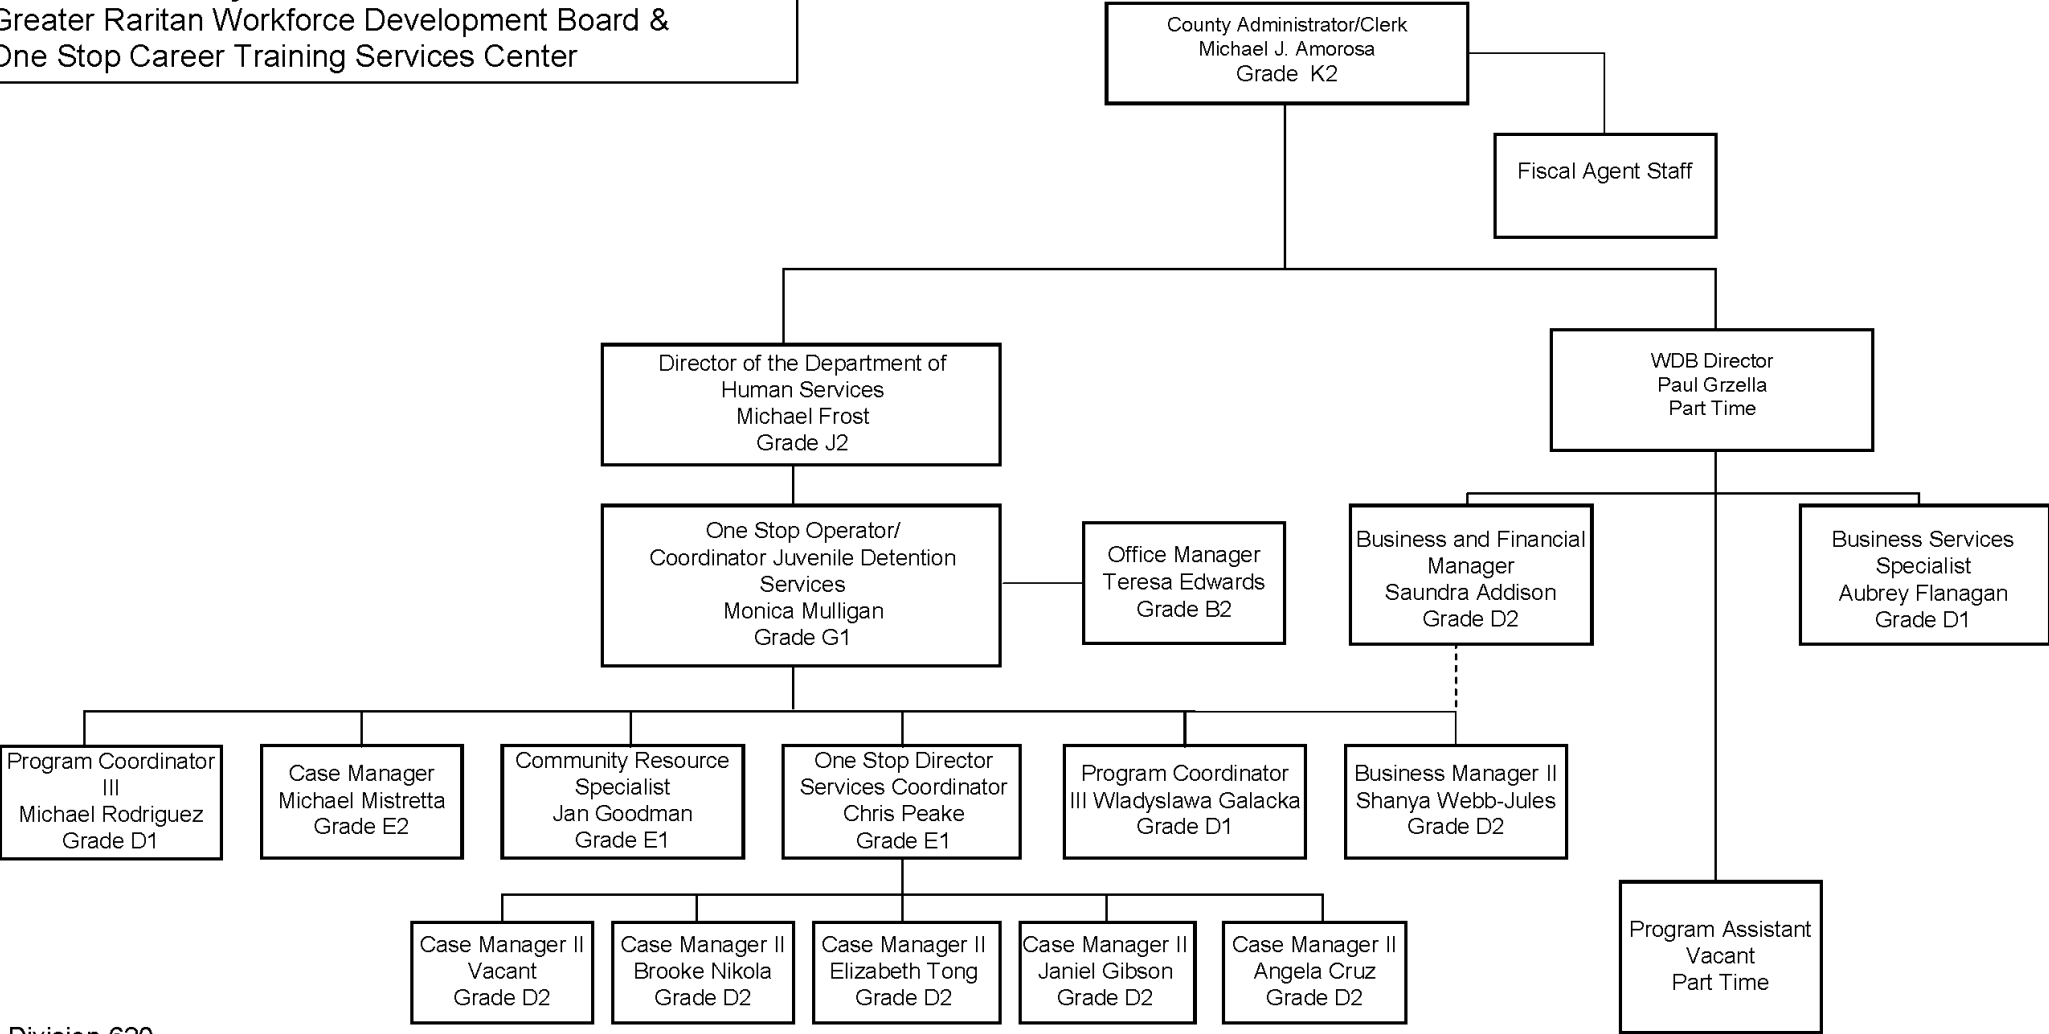 Greater Raritan Workforce Development Board &
One Stop Career Training Services Center
County Administrator/Clerk
Michael J. Amorosa
Grade K2
Fiscal Agent Staff
Director of the Department of
Human Services
Michael Frost
Grade J2
WDB Director
Paul Grzella
Part Time
One Stop Operator/
Coordinator Juvenile Detention
Services
Monica Mulligan
Grade G1
Office Manager
Teresa Edwards
Grade B2
Business and Financial
Manager
Saundra Addison
Grade D2
Business Services
Specialist
Aubrey Flanagan
Grade D1
Program Coordinator
III
Michael Rodriguez
Grade D1
Case Manager
Michael Mistretta
Grade E2
Community Resource
Specialist
Jan Goodman
Grade E1
One Stop Director
Services Coordinator
Chris Peake
Grade E1
Program Coordinator
III Wladyslawa Galacka
Grade D1
Business Manager II
Shanya Webb-Jules
Grade D2
Case Manager II
Vacant
Grade D2
Case Manager II
Brooke Nikola
Grade D2
Case Manager II
Elizabeth Tong
Grade D2
Case Manager II
Janiel Gibson
Grade D2
Case Manager II
Angela Cruz
Grade D2
Program Assistant
Vacant
Part Time
Division